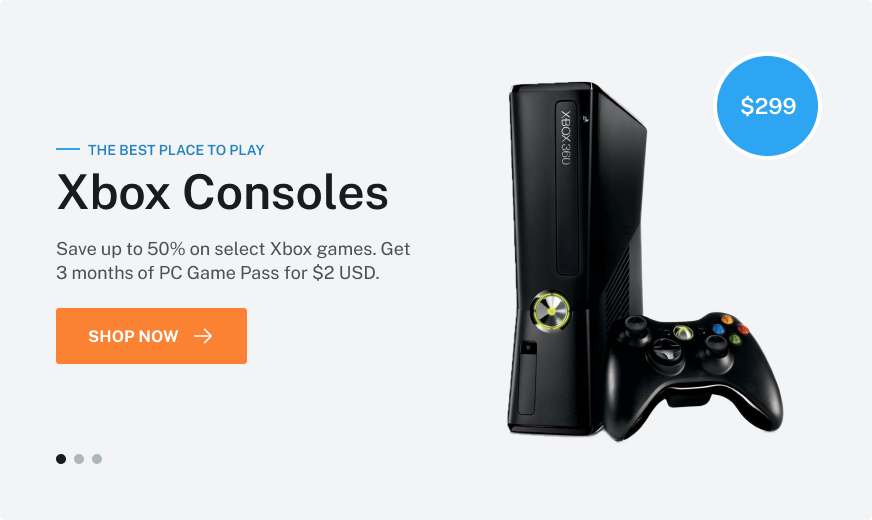 THE BEST PLACE TO PLAY
Xbox Consoles
Save up to 50% on select Xbox games. Get
3 months of PC Game Pass for $2 USD.
SHOP NOW
XBOX 360
$299